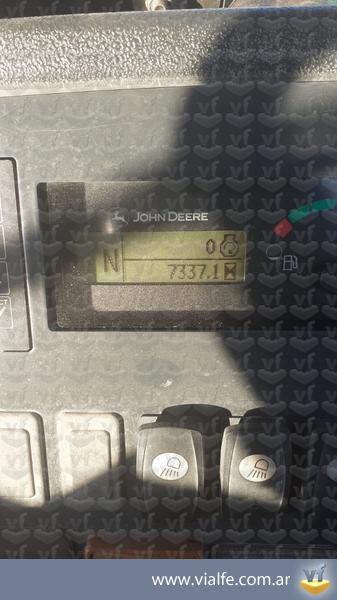 JOHN DEERE
0
N
7337.1
www.vialfe.com.ar